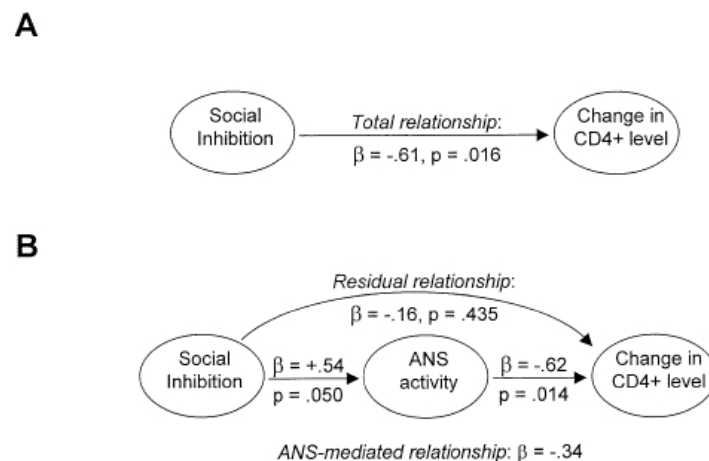 A
Social
Inhibition
Total relationship:
β = -.61, p = .016
Change in
CD4+ level
B
Residual relationship:
β = -.16, p = .435
Social
Inhibition
β = +.54
p = .050
ANS
activity
β = -.62
p = .014
Change in
CD4+ level
ANS-mediated relationship: β = -.34